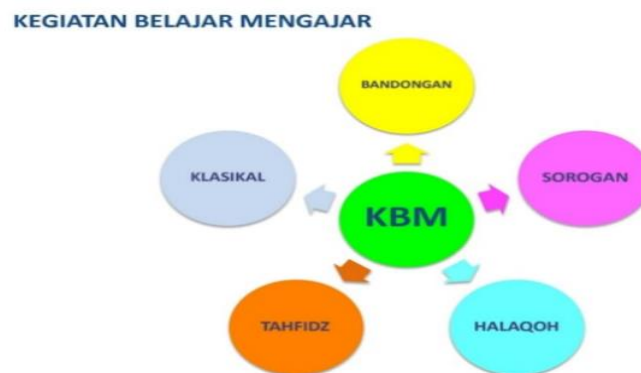 KEGIATAN BELAJAR MENGAJAR
BANDONGAN
KLASIKAL
SOROGAN
KBM
TAHFIDZ
HALAQOH